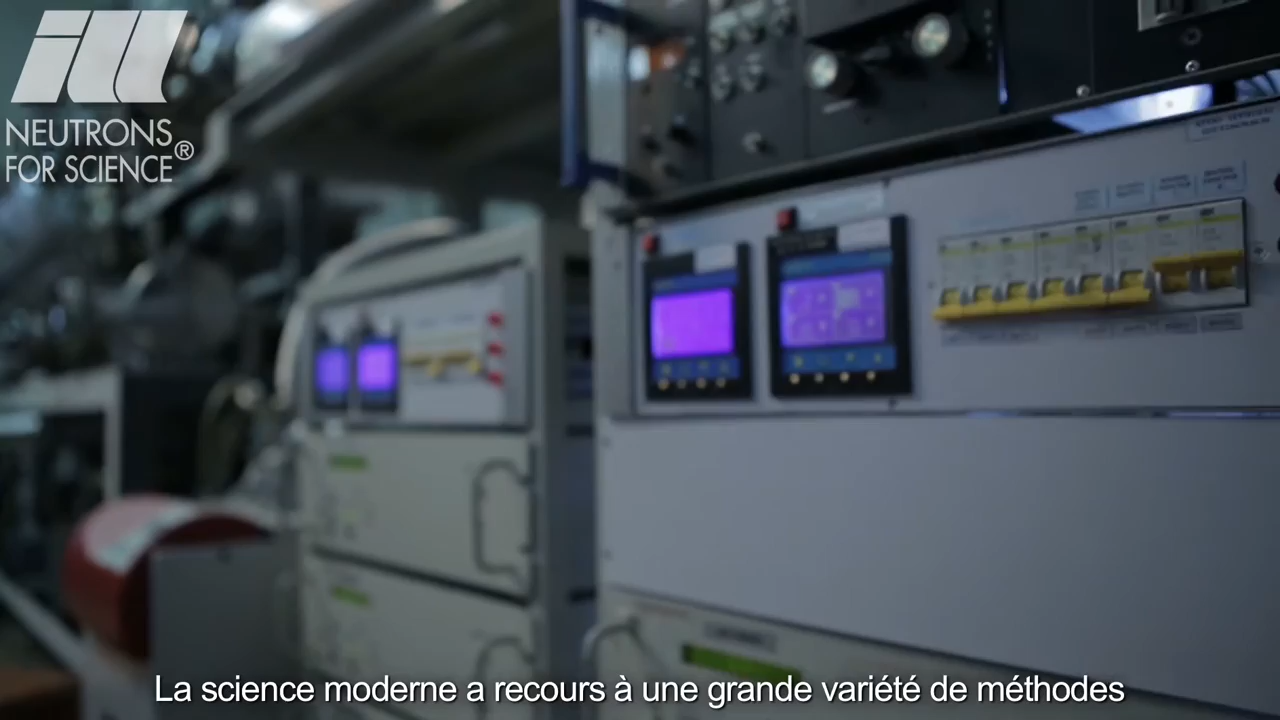 ill
NEUTRONS
FOR SCIENCE®
La science moderne a recours à une grande variété de méthodes